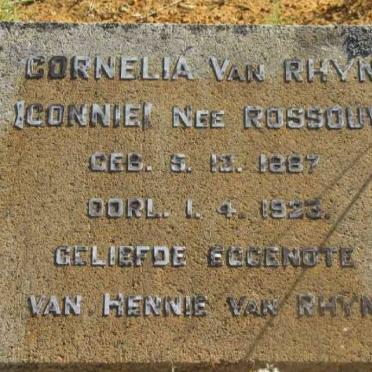 CORNELIA VAN RHYN
(CONNIE) NEE ROSSOUW
GEB. 5. 12. 1887
OORL. 1. 4. 1923.
GELIEFDE EGGENOTE
VAN HENNIE VAN RHYN